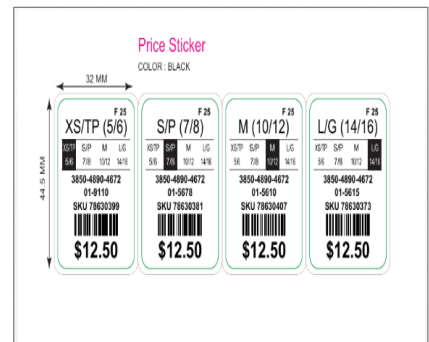 Price Sticker
COLOR : BLACK
32 MM
44.5 MM
F 25
XS/TP (5/6)
XS/TP S/P M L/G
5/6 7/8 10/12 14/16
3850-4890-4672
01-9110
SKU 78630399
$12.50
F 25
S/P (7/8)
XS/TP S/P M L/G
5/6 7/8 10/12 14/16
3850-4890-4672
01-5678
SKU 78630381
$12.50
F 25
M (10/12)
XS/TP S/P M L/G
5/6 7/8 10/12 14/16
3850-4890-4672
01-5610
SKU 78630407
$12.50
F 25
L/G (14/16)
XS/TP S/P M L/G
5/6 7/8 10/12 14/16
3850-4890-4672
01-5615
SKU 78630373
$12.50